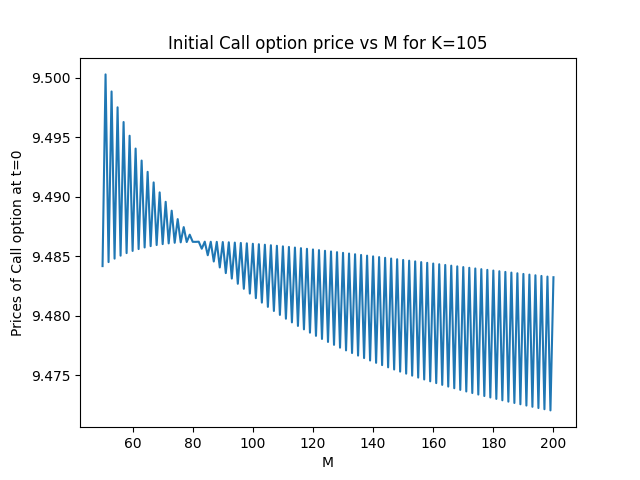 Initial Call option price vs M for K=105
Prices of Call option at t=0
9.500
9.495
9.490
9.485
9.480
9.475
60 80 100 120 140 160 180 200
M